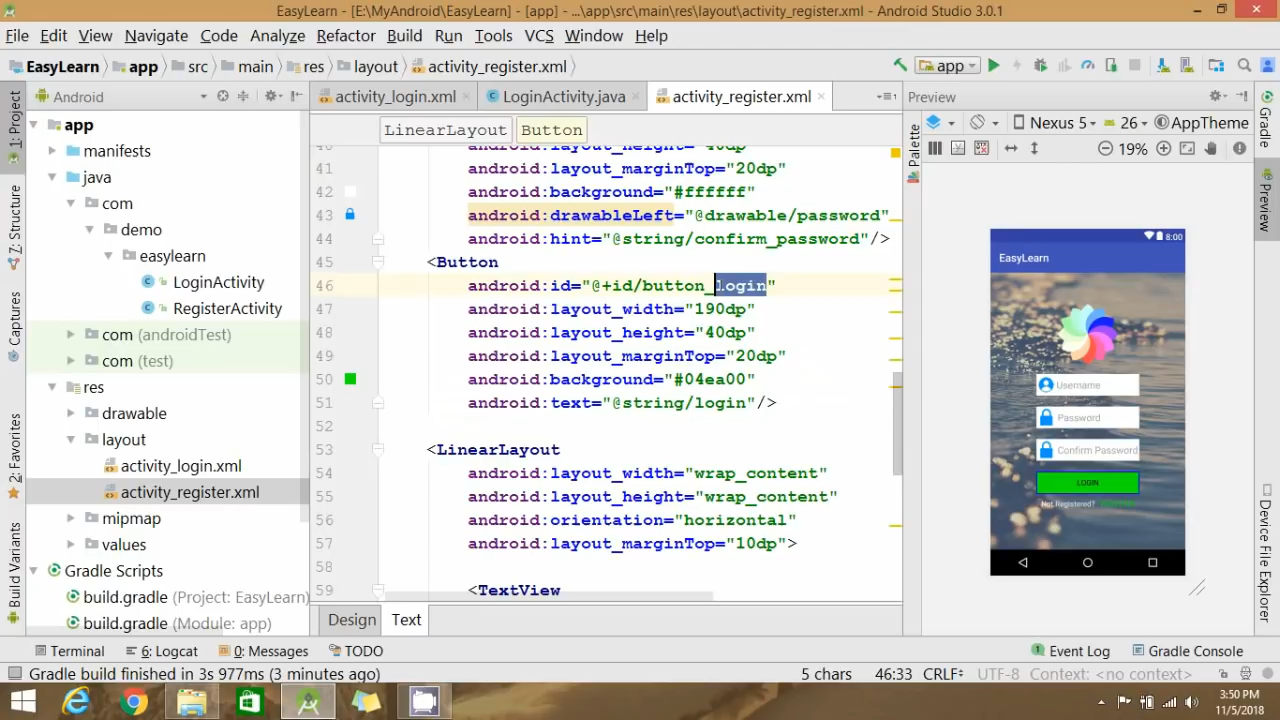 EasyLearn - [E:\MyAndroid\EasyLearn] - [app] - ...\app\src\main\res\layout\activity_register.xml - Android Studio 3.0.1
File Edit View Navigate Code Analyze Refactor Build Run Tools VCS Window Help
EasyLearn app src main res layout activity_register.xml app
Android activity_login.xml LoginActivity.java activity_register.xml Preview
LinearLayout Button Nexus 5 26 AppTheme
19%
1: Project
7: Structure
Captures
2: Favorites
Build Variants
app
manifests
java
com
demo
easylearn
LoginActivity
RegisterActivity
com (androidTest)
com (test)
res
drawable
layout
activity_login.xml
activity_register.xml
mipmap
values
Gradle Scripts
build.gradle (Project: EasyLearn)
build.gradle (Module: app)
40 android:layout_height="40dp"
41 android:layout_marginTop="20dp"
42 android:background="#ffffff"
43 android:drawableLeft="@drawable/password"
44 android:hint="@string/confirm_password"/>
45 <Button
46 android:id="@+id/button_login"
47 android:layout_width="190dp"
48 android:layout_height="40dp"
49 android:layout_marginTop="20dp"
50 android:background="#04ea00"
51 android:text="@string/login"/>
52
53 <LinearLayout
54 android:layout_width="wrap_content"
55 android:layout_height="wrap_content"
56 android:orientation="horizontal"
57 android:layout_marginTop="10dp">
58
59 <TextView
Design Text
Palette
8:00
EasyLearn
Username
Password
Confirm Password
LOGIN
Not Registered?
Gradle
Preview
Device File Explorer
Terminal 6: Logcat 0: Messages TODO Event Log Gradle Console
Gradle build finished in 3s 977ms (3 minutes ago) 5 chars 46:33 CRLF÷ UTF-8 Context: <no context>
3:50 PM
11/5/2018